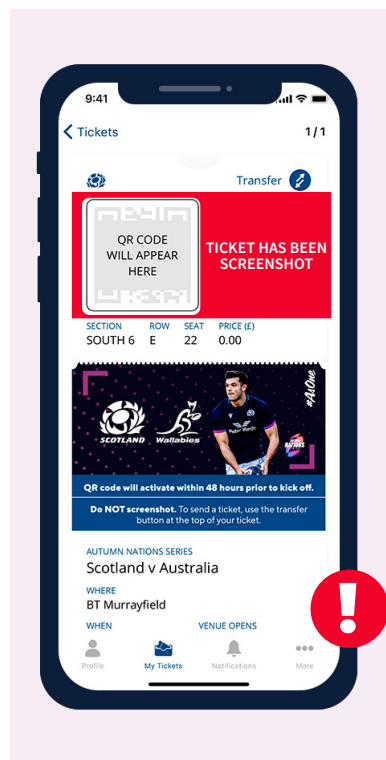 9:41
Tickets
1/1
Transfer
QR CODE
WILL APPEAR
HERE
TICKET HAS BEEN
SCREENSHOT
SECTION ROW SEAT PRICE (£)
SOUTH 6 E 22 0.00
#AsOne
SCOTLAND Wallabies
NATIONS
QR code will activate within 48 hours prior to kick off.
Do NOT screenshot. To send a ticket, use the transfer
button at the top of your ticket.
AUTUMN NATIONS SERIES
Scotland v Australia
WHERE
BT Murrayfield
WHEN VENUE OPENS
Profile My Tickets Notifications More
!